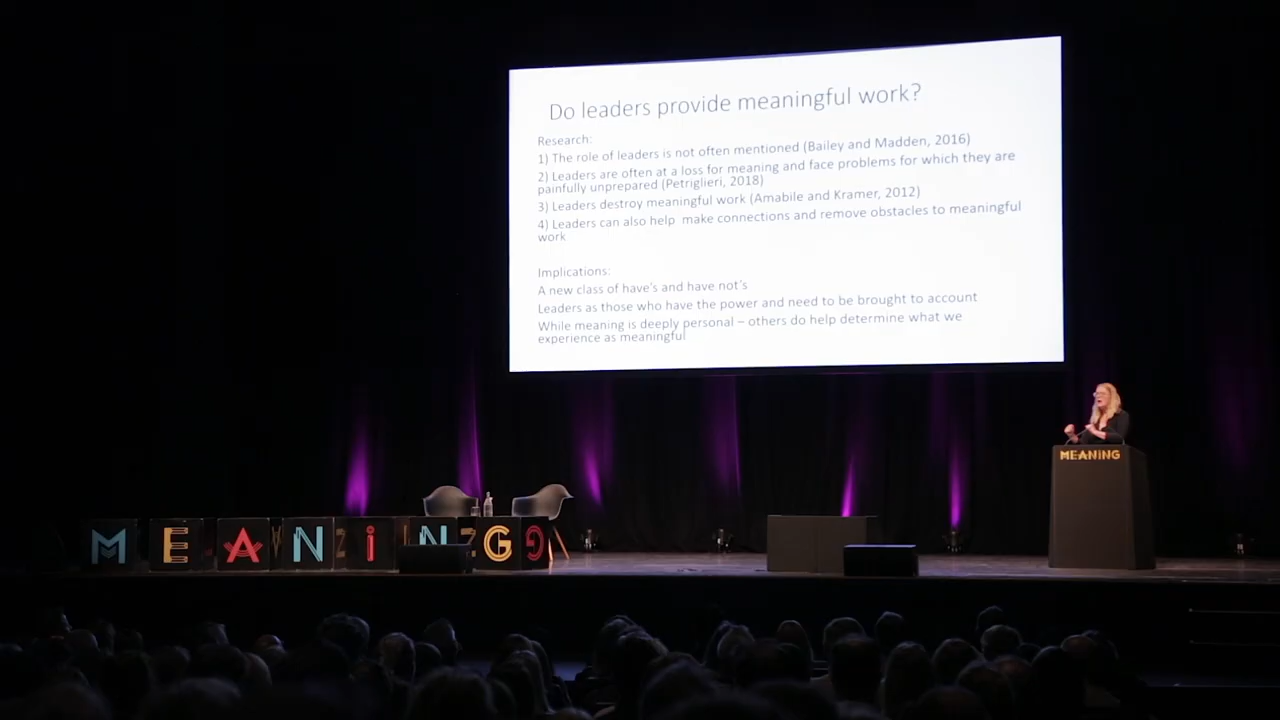 Do leaders provide meaningful work?
Research:
1) The role of leaders is not often mentioned (Bailey and Madden, 2016)
2) Leaders are often at a loss for meaning and face problems for which they are
painfully unprepared (Petriglieri, 2018)
3) Leaders destroy meaningful work (Amabile and Kramer, 2012)
4) Leaders can also help  make connections and remove obstacles to meaningful
work
Implications:
A new class of have's and have not's
Leaders as those who have the power and need to be brought to account
While meaning is deeply personal – others do help determine what we
experience as meaningful
MEANiNG
MEANiNG